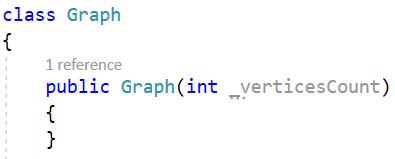 class Graph
{
1 reference
public Graph(int _verticesCount)
{
}